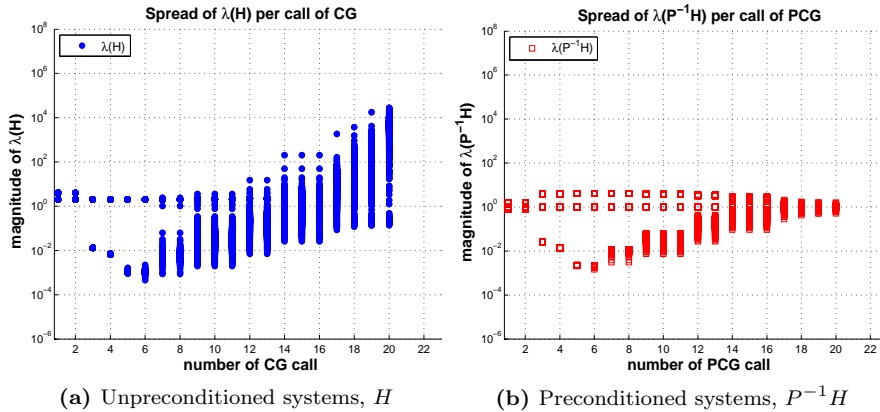 Spread of λ(H) per call of CG
λ(H)
magnitude of λ(H)
10^8
10^6
10^4
10^2
10^0
10^−2
10^−4
10^−6
2 4 6 8 10 12 14 16 18 20 22
number of CG call
(a) Unpreconditioned systems, H
Spread of λ(P^−1H) per call of PCG
λ(P^−1H)
magnitude of λ(P^−1H)
10^8
10^6
10^4
10^2
10^0
10^−2
10^−4
10^−6
2 4 6 8 10 12 14 16 18 20 22
number of PCG call
(b) Preconditioned systems, P^−1H